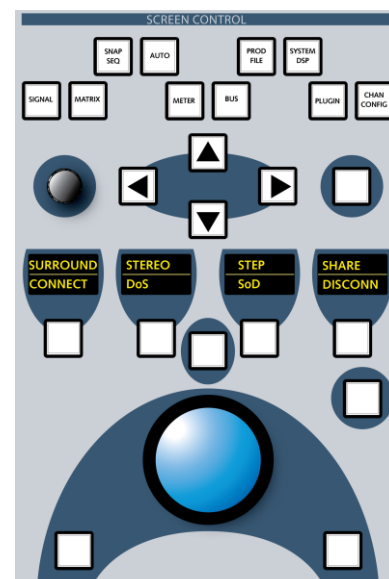 SCREEN CONTROL
SNAP
SEQ
AUTO
PROD
FILE
SYSTEM
DSP
SIGNAL
MATRIX
METER
BUS
PLUGIN
CHAN
CONFIG
SURROUND
CONNECT
STEREO
DoS
STEP
SoD
SHARE
DISCONN